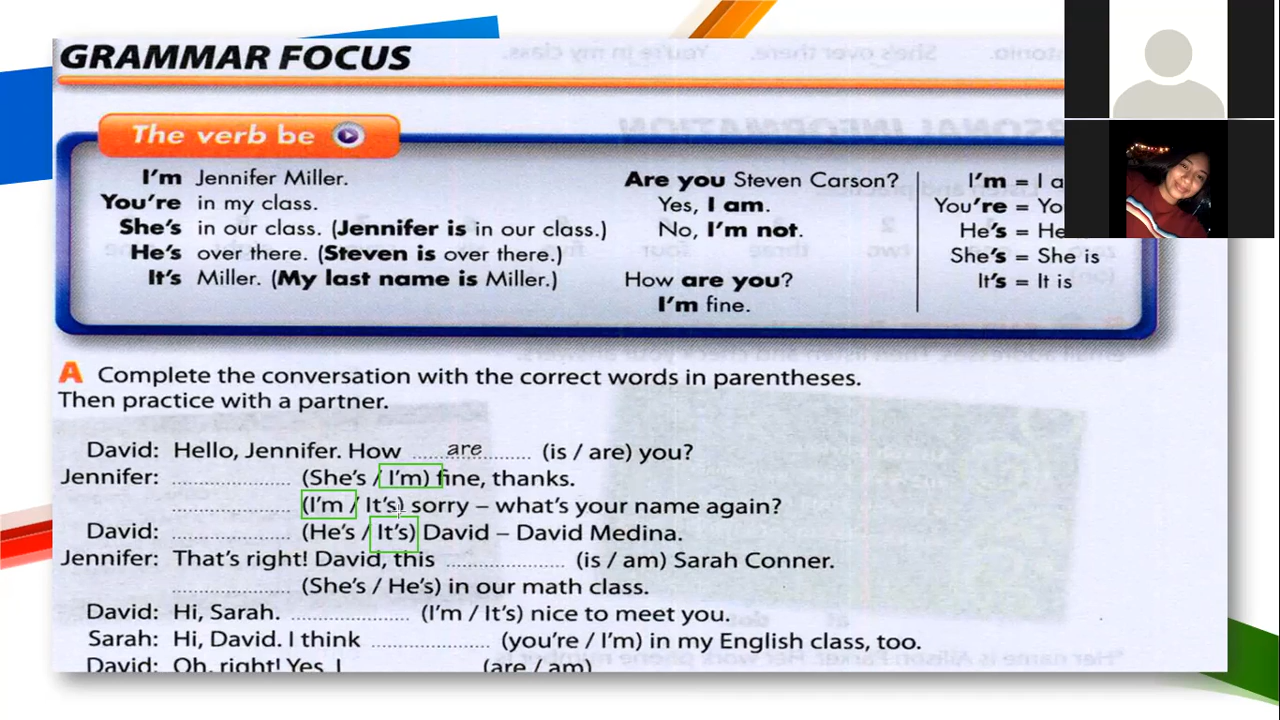 GRAMMAR FOCUS
The verb be
I'm Jennifer Miller.
You're in my class.
She's in our class. (Jennifer is in our class.)
He's over there. (Steven is over there.)
It's Miller. (My last name is Miller.)
Are you Steven Carson?
Yes, I am.
No, I'm not.
How are you?
I'm fine.
I'm = I a
You're = Yo
He's = He
She's = She is
It's = It is
A Complete the conversation with the correct words in parentheses.
Then practice with a partner.
David: Hello, Jennifer. How are (is / are) you?
Jennifer: (She's / I'm) fine, thanks.
(I'm / It's) sorry – what's your name again?
David: (He's / It's) David – David Medina.
Jennifer: That's right! David, this (is / am) Sarah Conner.
(She's / He's) in our math class.
David: Hi, Sarah. (I'm / It's) nice to meet you.
Sarah: Hi, David. I think (you're / I'm) in my English class, too.
David: Oh, right! Yes, I (are / am)